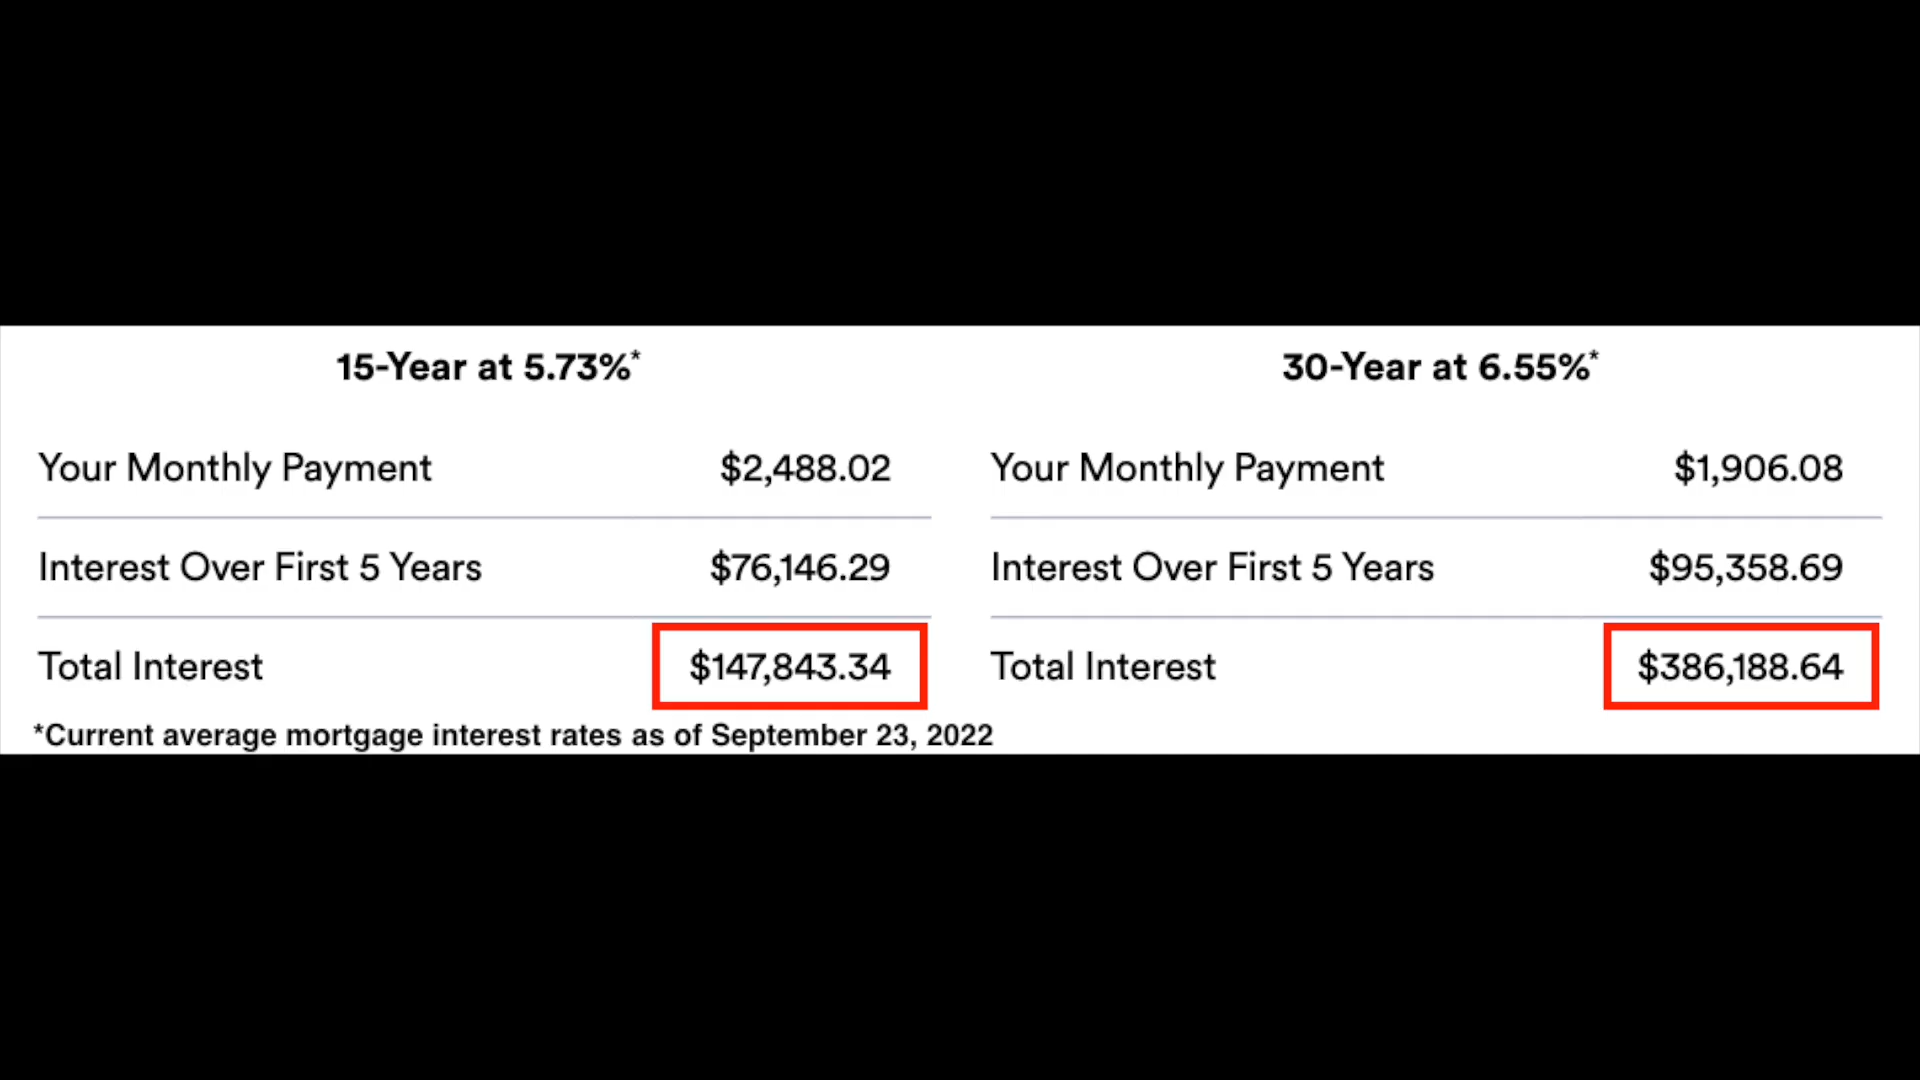 15-Year at 5.73%*
Your Monthly Payment $2,488.02
Interest Over First 5 Years $76,146.29
Total Interest $147,843.34
30-Year at 6.55%*
Your Monthly Payment $1,906.08
Interest Over First 5 Years $95,358.69
Total Interest $386,188.64
*Current average mortgage interest rates as of September 23, 2022